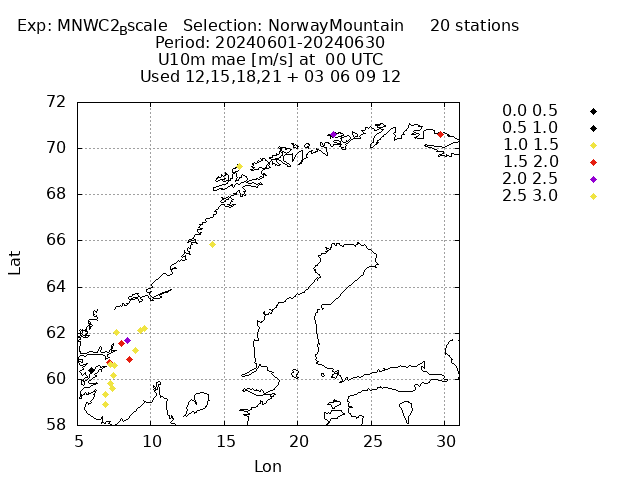 Exp: MNWC2Bscale   Selection: NorwayMountain     20 stations
Period: 20240601-20240630
U10m mae [m/s] at  00 UTC
Used 12,15,18,21 + 03 06 09 12
72
70
68
66
64
62
60
58
Lat
5 10 15 20 25 30
Lon
0.0 0.5
0.5 1.0
1.0 1.5
1.5 2.0
2.0 2.5
2.5 3.0